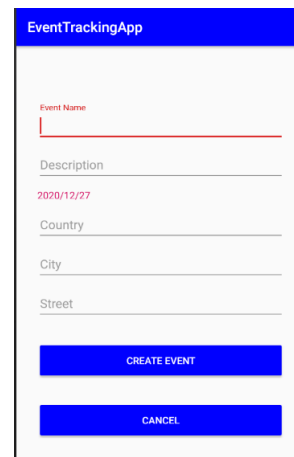 EventTrackingApp
Event Name
Description
2020/12/27
Country
City
Street
CREATE EVENT
CANCEL